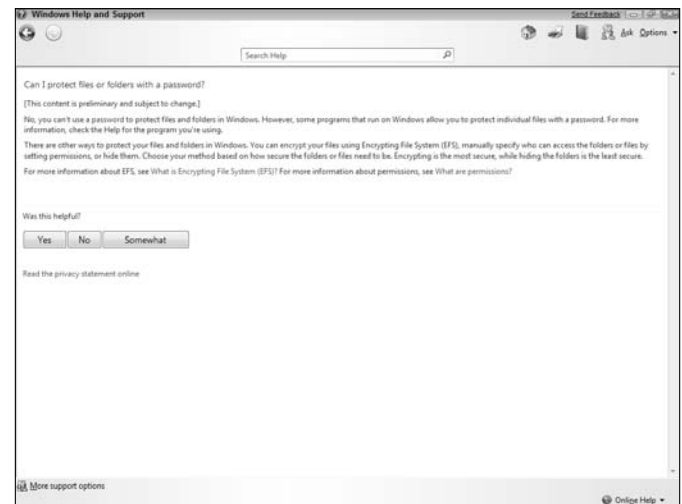 Windows Help and Support
Send Feedback
Ask Options
Search Help
Can I protect files or folders with a password?
[This content is preliminary and subject to change.]
No, you can't use a password to protect files and folders in Windows. However, some programs that run on Windows allow you to protect individual files with a password. For more
information, check the Help for the program you're using.
There are other ways to protect your files and folders in Windows. You can encrypt your files using Encrypting File System (EFS), manually specify who can access the folders or files by
setting permissions, or hide them. Choose your method based on how secure the folders or files need to be. Encrypting is the most secure, while hiding the folders is the least secure.
For more information about EFS, see What is Encrypting File System (EFS)? For more information about permissions, see What are permissions?
Was this helpful?
Yes No Somewhat
Read the privacy statement online
More support options
Online Help